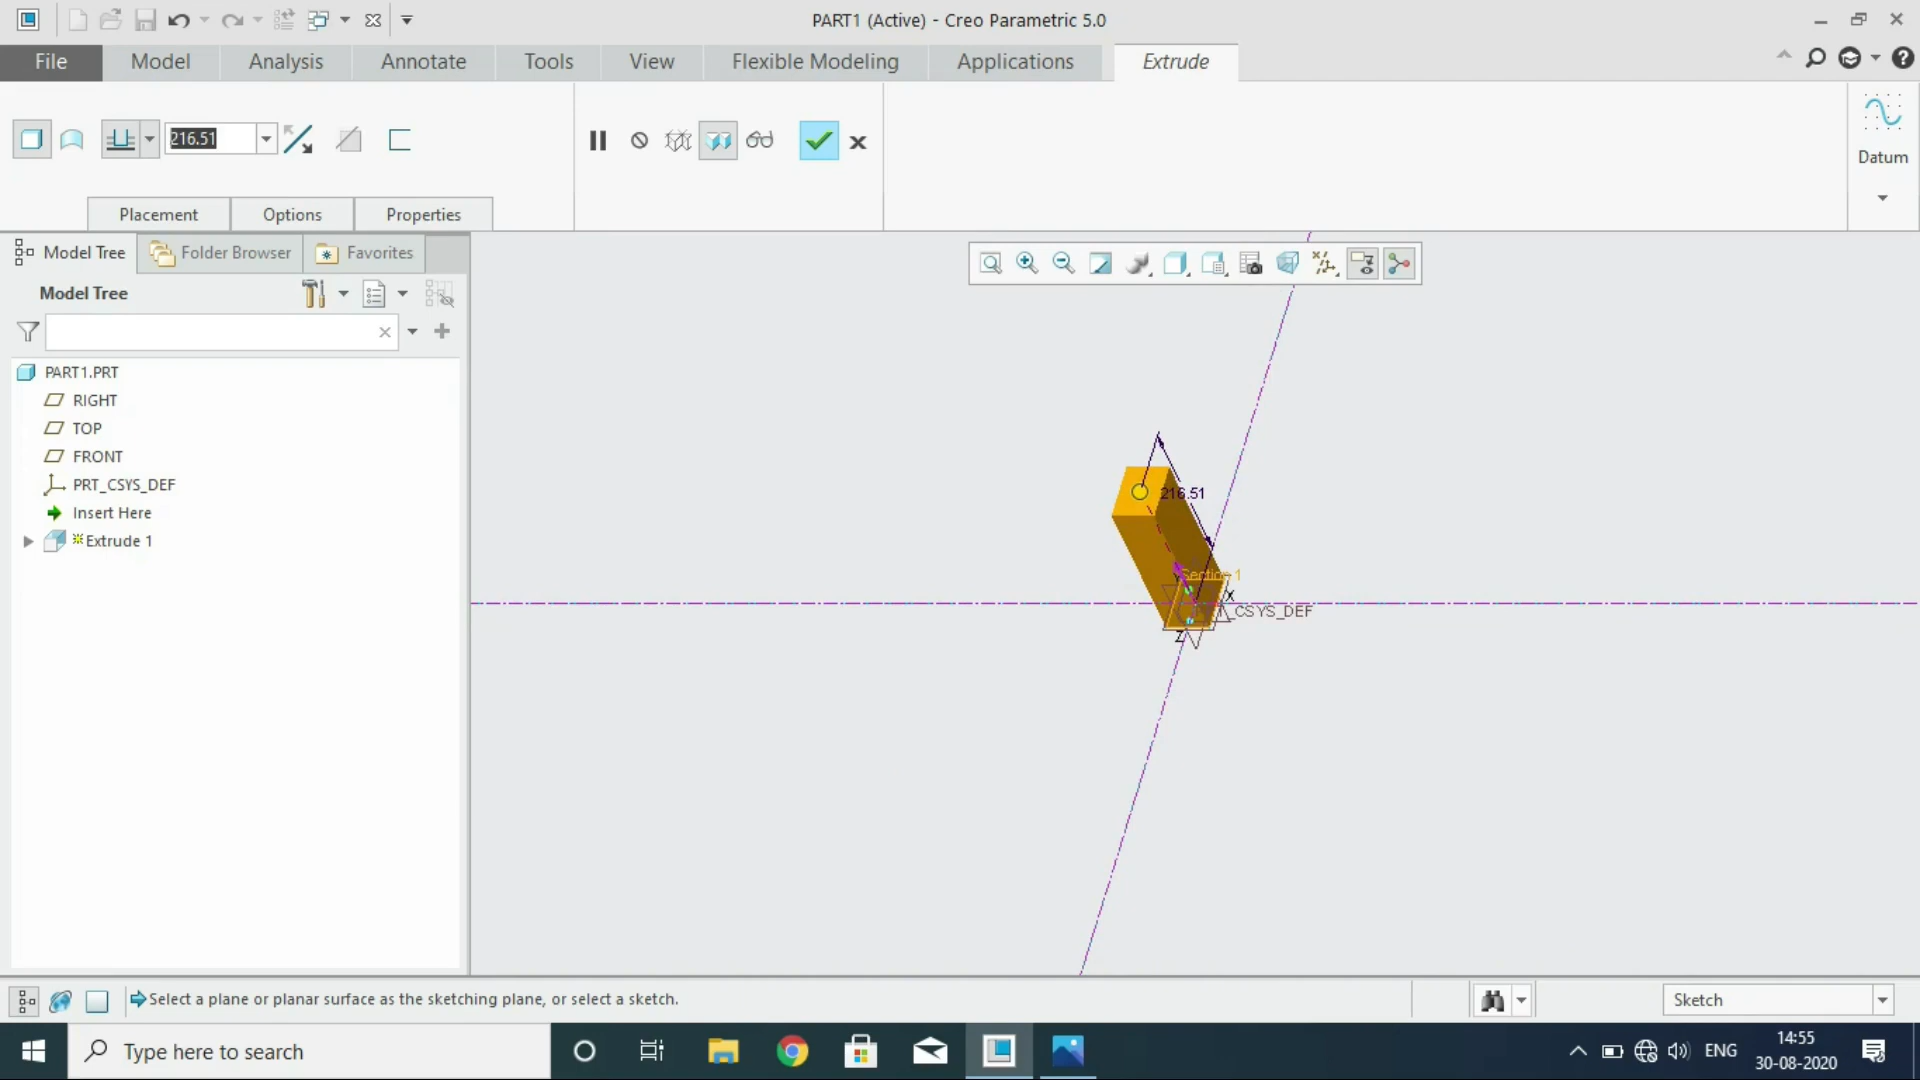 PART1 (Active) - Creo Parametric 5.0
File
Model
Analysis
Annotate
Tools
View
Flexible Modeling
Applications
Extrude
216.51
Datum
Placement
Options
Properties
Model Tree
Folder Browser
Favorites
Model Tree
PART1.PRT
RIGHT
TOP
FRONT
PRT_CSYS_DEF
Insert Here
Extrude 1
216.51
Section 1
X
_CSYS_DEF
Z
Select a plane or planar surface as the sketching plane, or select a sketch.
Sketch
Type here to search
ENG
14:55
30-08-2020